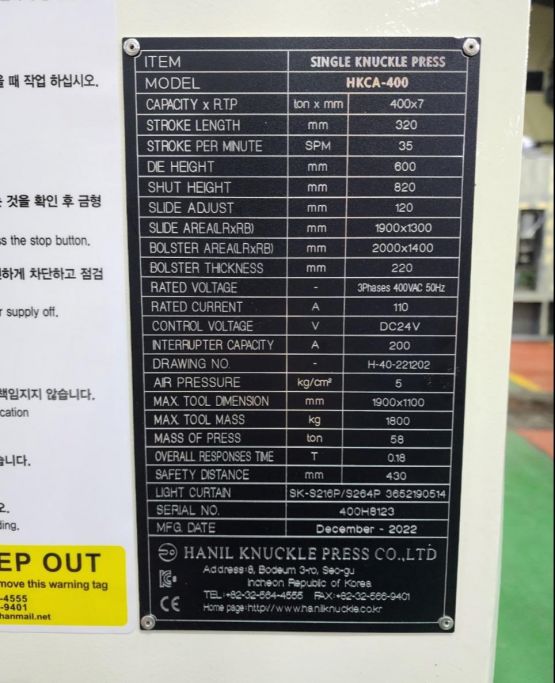 을 때 작업 하십시오.
것을 확인 후 금형
the stop button.
차단하고 점검
supply off.
책임지지 않습니다.
EP OUT
move this warning tag
-4555
-9401
hanmail.net
ITEM SINGLE KNUCKLE PRESS
MODEL HKCA-400
CAPACITY x R.T.P ton x mm 400x7
STROKE LENGTH mm 320
STROKE PER MINUTE SPM 35
DIE HEIGHT mm 600
SHUT HEIGHT mm 820
SLIDE ADJUST mm 120
SLIDE AREA(LRxRB) mm 1900x1300
BOLSTER AREA(LRxRB) mm 2000x1400
BOLSTER THICKNESS mm 220
RATED VOLTAGE - 3Phases 400VAC 50Hz
RATED CURRENT A 110
CONTROL VOLTAGE V DC24V
INTERRUPTER CAPACITY A 200
DRAWING NO. - H-40-221202
AIR PRESSURE kg/cm² 5
MAX. TOOL DIMENSION mm 1900x1100
MAX. TOOL MASS kg 1800
MASS OF PRESS ton 58
OVERALL RESPONSES TIME T 0.18
SAFETY DISTANCE mm 430
LIGHT CURTAIN SK-S216P/S264P 3652190514
SERIAL NO. 400H8123
MFG. DATE December - 2022
HANIL KNUCKLE PRESS CO.,LTD
Address:8, Bodeum 3-ro, Seo-gu
Incheon Republic of Korea
TEL:+82-32-564-4555 FAX:+82-32-566-9401
Home page:http//www.hanilknuckle.co.kr
CE